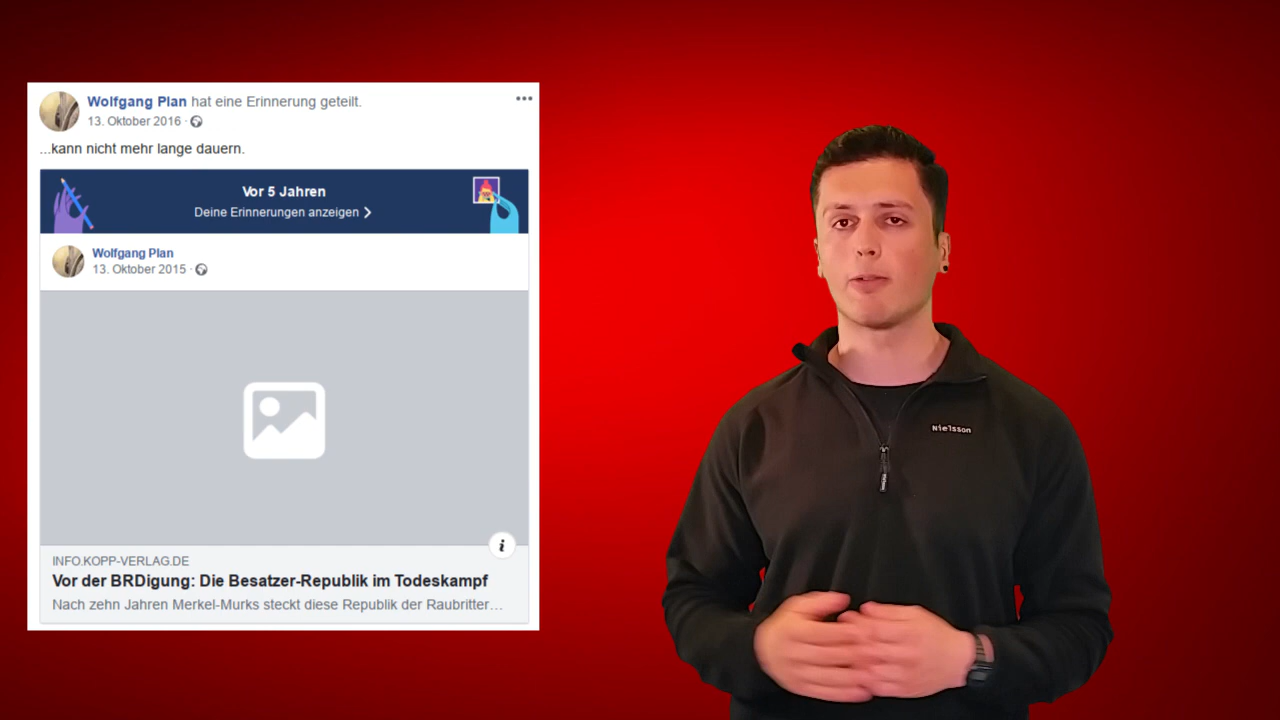 Wolfgang Plan hat eine Erinnerung geteilt.
13. Oktober 2016 ·
...kann nicht mehr lange dauern.
Vor 5 Jahren
Deine Erinnerungen anzeigen
Wolfgang Plan
13. Oktober 2015 ·
i
INFO.KOPP-VERLAG.DE
Vor der BRDigung: Die Besatzer-Republik im Todeskampf
Nach zehn Jahren Merkel-Murks steckt diese Republik der Raubritter…
Nielsson